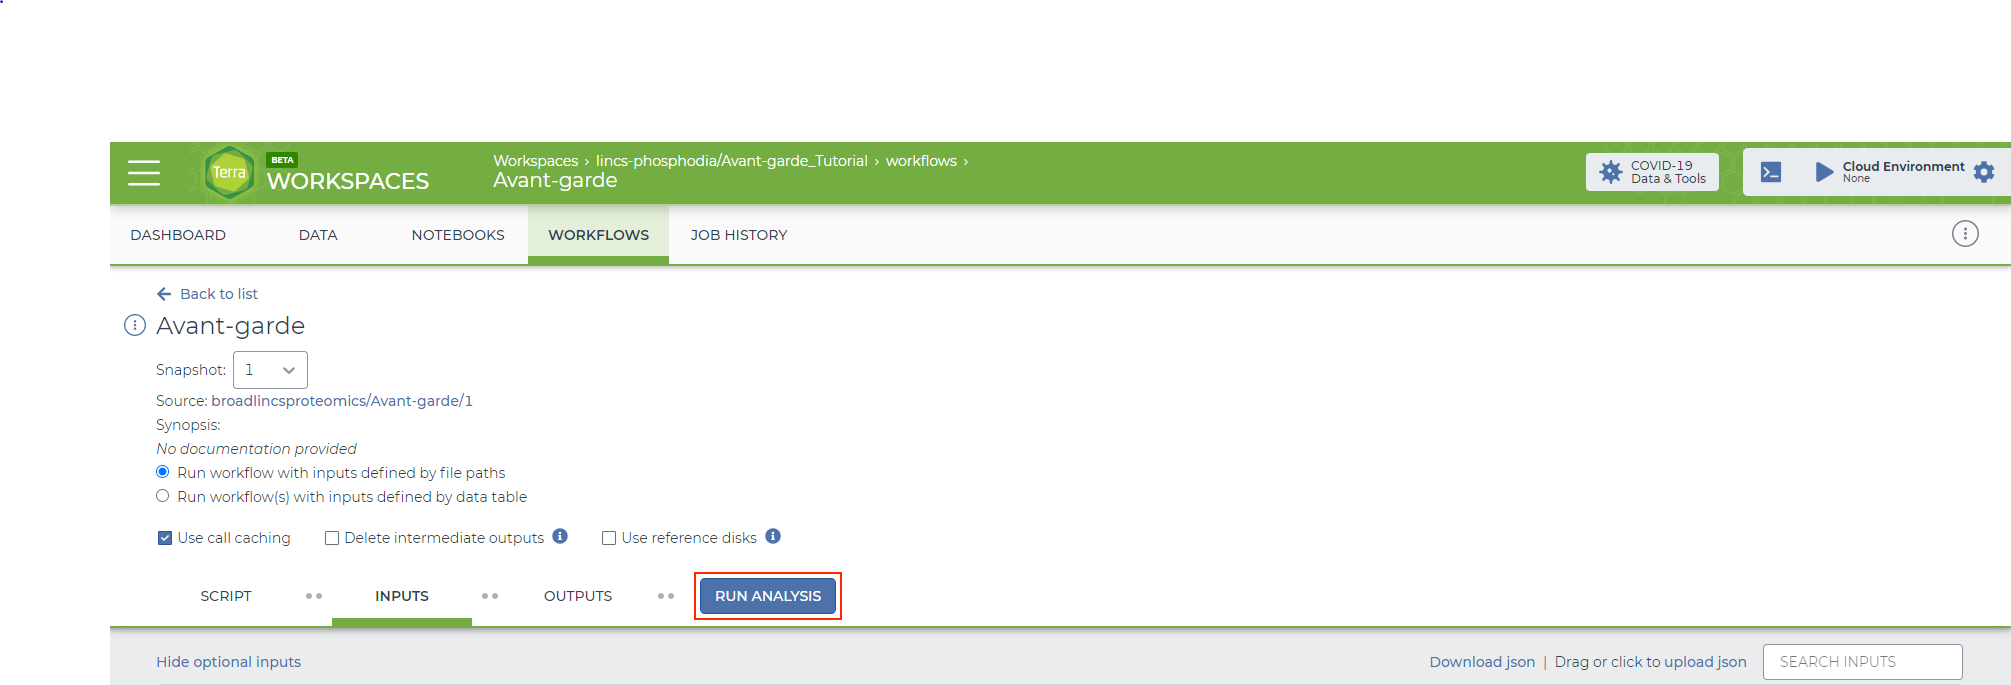 Terra
BETA
WORKSPACES
Workspaces › lincs-phosphodia/Avant-garde_Tutorial › workflows ›
Avant-garde
COVID-19
Data & Tools
Cloud Environment
None
DASHBOARD DATA NOTEBOOKS WORKFLOWS JOB HISTORY
Back to list
Avant-garde
Snapshot: 1
Source: broadlincsproteomics/Avant-garde/1
Synopsis:
No documentation provided
Run workflow with inputs defined by file paths
Run workflow(s) with inputs defined by data table
Use call caching Delete intermediate outputs Use reference disks
SCRIPT INPUTS OUTPUTS RUN ANALYSIS
Hide optional inputs Download json | Drag or click to upload json SEARCH INPUTS